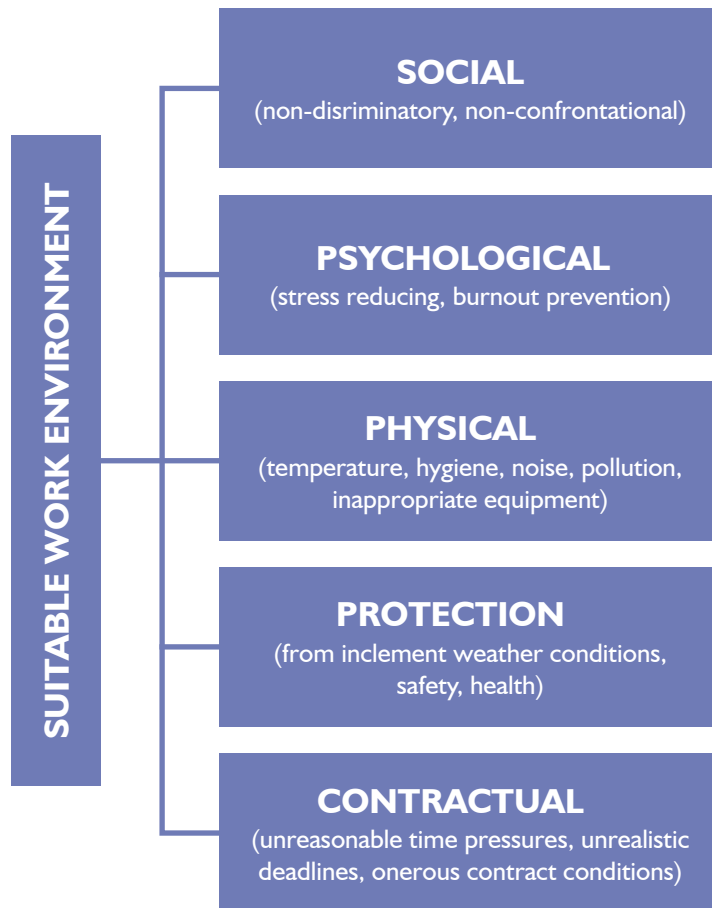 SUITABLE WORK ENVIRONMENT
SOCIAL
(non-disriminatory, non-confrontational)
PSYCHOLOGICAL
(stress reducing, burnout prevention)
PHYSICAL
(temperature, hygiene, noise, pollution,
inappropriate equipment)
PROTECTION
(from inclement weather conditions,
safety, health)
CONTRACTUAL
(unreasonable time pressures, unrealistic
deadlines, onerous contract conditions)